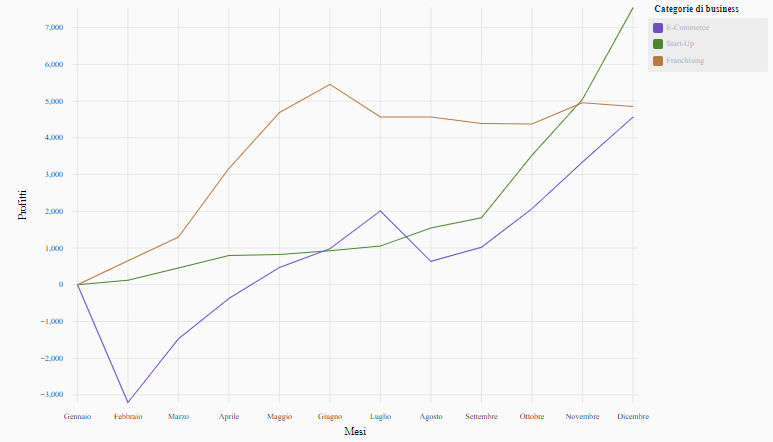 Categorie di business
E-Commerce
Start-Up
Franchising
7,000
6,000
5,000
4,000
3,000
2,000
1,000
0
−1,000
−2,000
−3,000
Profitti
Gennaio Febbraio Marzo Aprile Maggio Giugno Luglio Agosto Settembre Ottobre Novembre Dicembre
Mesi